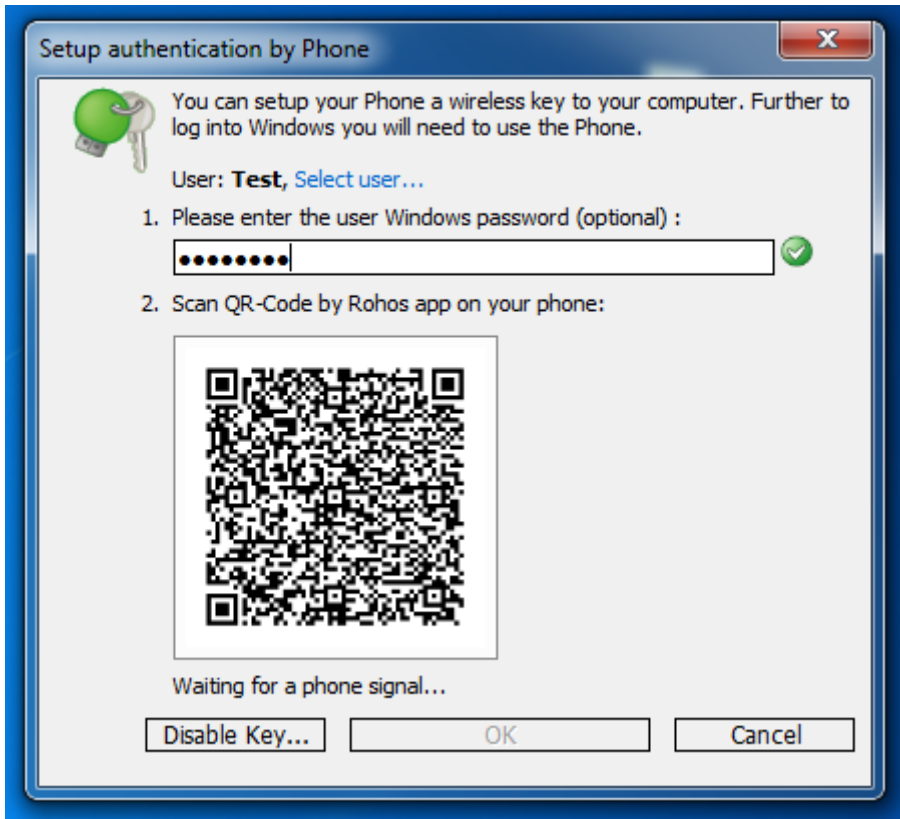 Setup authentication by Phone
You can setup your Phone a wireless key to your computer. Further to
log into Windows you will need to use the Phone.
User: Test, Select user...
1. Please enter the user Windows password (optional) :
2. Scan QR-Code by Rohos app on your phone:
Waiting for a phone signal...
Disable Key... OK Cancel